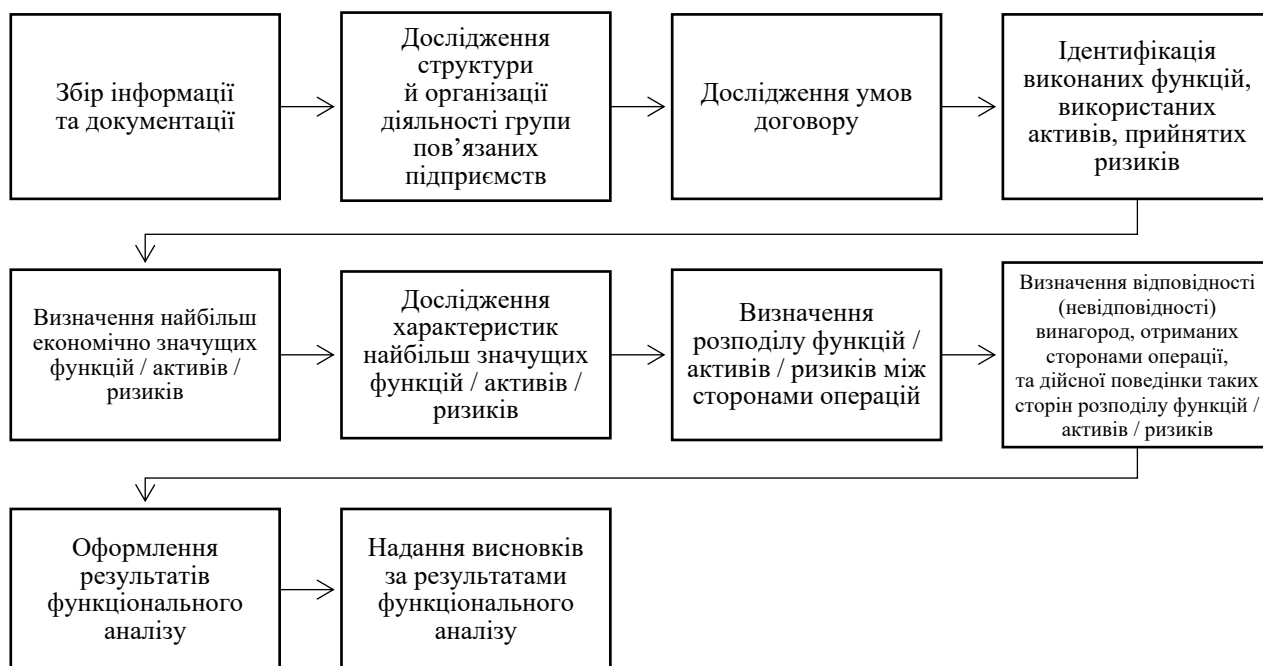 Збір інформації
та документації
Дослідження
структури
й організації
діяльності групи
пов’язаних
підприємств
Дослідження умов
договору
Ідентифікація
виконаних функцій,
використаних
активів, прийнятих
ризиків
Визначення найбільш
економічно значущих
функцій / активів /
ризиків
Дослідження
характеристик
найбільш значущих
функцій / активів /
ризиків
Визначення
розподілу функцій /
активів / ризиків між
сторонами операцій
Визначення відповідності
(невідповідності)
винагород, отриманих
сторонами операції,
та дійсної поведінки таких
сторін розподілу функцій /
активів / ризиків
Оформлення
результатів
функціонального
аналізу
Надання висновків
за результатами
функціонального
аналізу